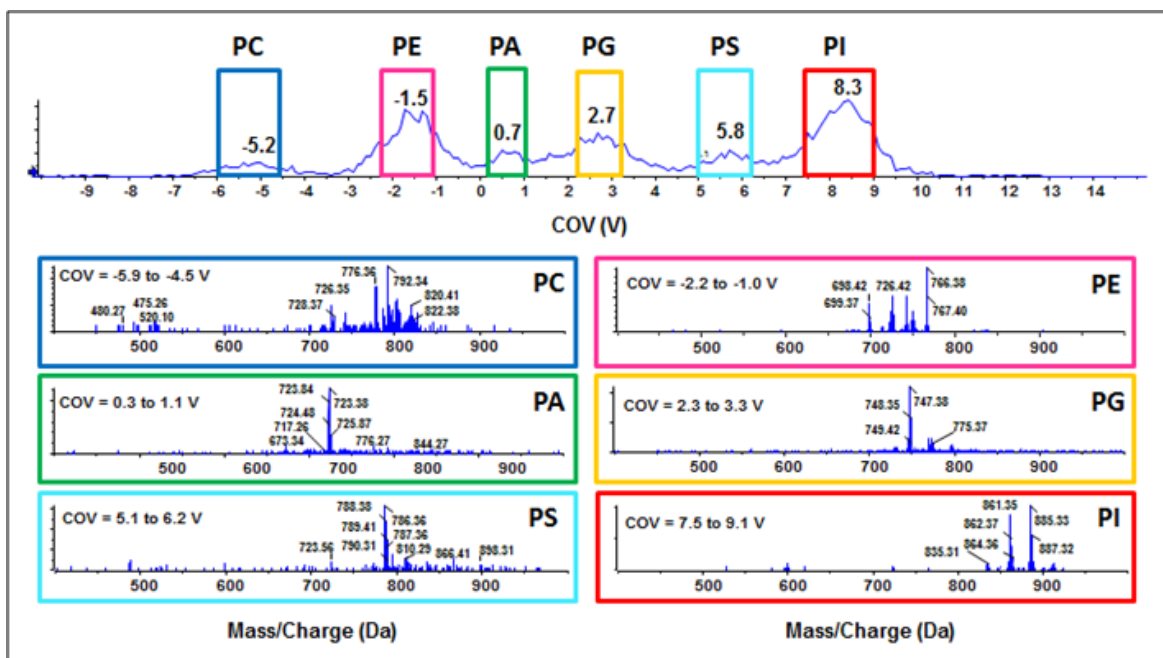 PC PE PA PG PS PI
-5.2 -1.5 0.7 2.7 5.8 8.3
-9 -8 -7 -6 -5 -4 -3 -2 -1 0 1 2 3 4 5 6 7 8 9 10 11 12 13 14
COV (V)
COV = -5.9 to -4.5 V PC
776.36 792.34
726.35
728.37
820.41
822.38
480.27 475.26
520.10
500 600 700 800 900
COV = -2.2 to -1.0 V PE
698.42 726.42 766.38
699.37
767.40
500 600 700 800 900
COV = 0.3 to 1.1 V PA
723.84
723.38
724.48
725.87
717.26
673.34 776.27 844.27
500 600 700 800 900
COV = 2.3 to 3.3 V PG
748.35 747.38
749.42 775.37
500 600 700 800 900
COV = 5.1 to 6.2 V PS
788.38
786.36
789.41
787.36
790.31 810.29
723.56 866.41 898.31
500 600 700 800 900
COV = 7.5 to 9.1 V PI
861.35 885.33
862.37
864.36 887.32
835.31
500 600 700 800 900
Mass/Charge (Da) Mass/Charge (Da)